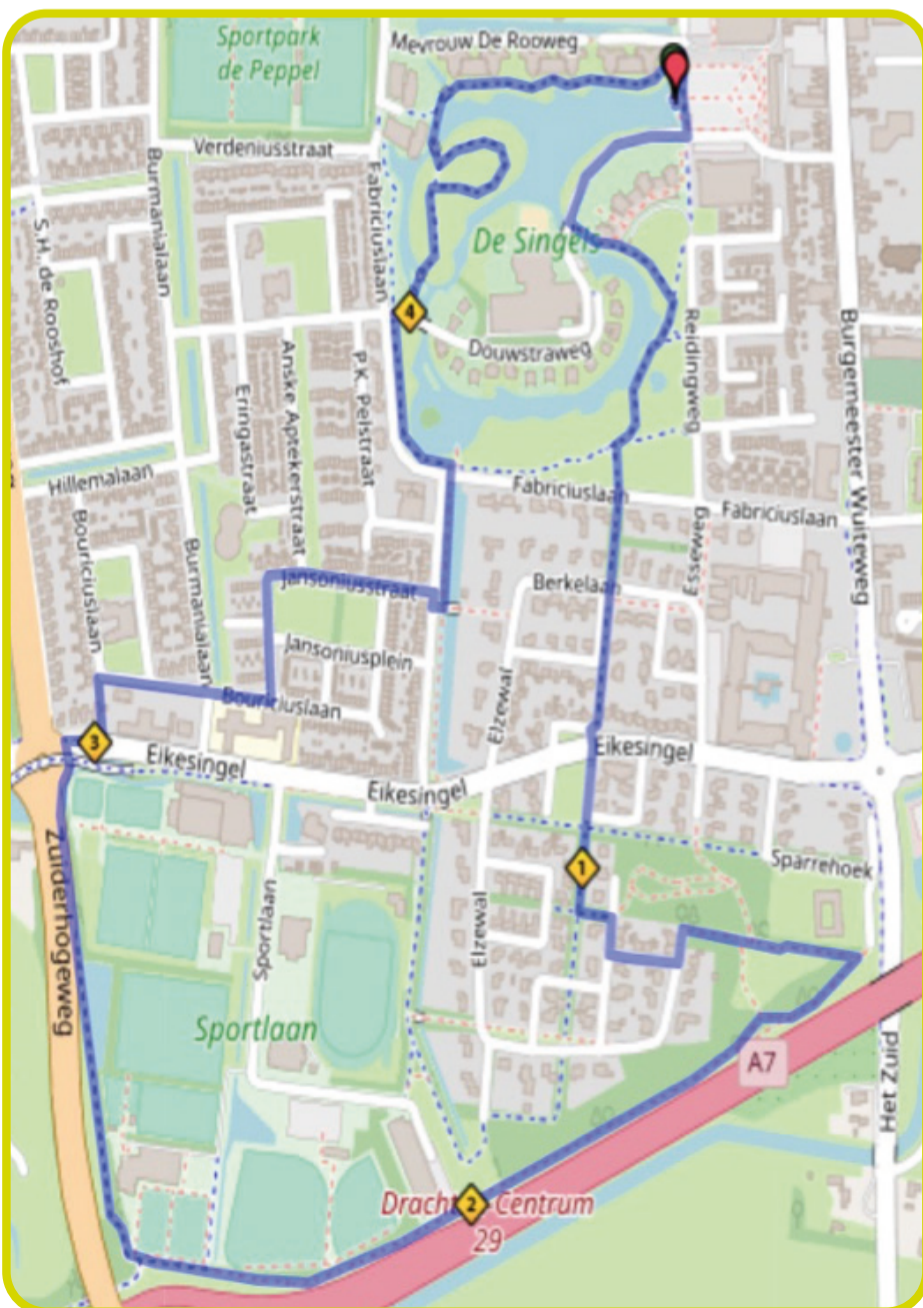 Sportpark
de Peppel
Mevrouw De Rooweg
Verdeniusstraat
Burmanialaan
Fabriciuslaan
S.H. de Rooshof
De Singels
4
Douwstraweg
Reidingweg
Burgemeester Wuiteweg
Anske Aptekerstraat
P.K. Pelstraat
Eringastraat
Hillemalaan
Fabriciuslaan
Fabriciuslaan
Bouriciuslaan
Burmanialaan
Jansoniusstraat
Berkelaan
Esseweg
Jansoniusplein
Elzewal
Bouriciuslaan
3
Eikesingel
Eikesingel
Eikesingel
Zuiderhogeweg
1
Sparrehoek
Sportlaan
Elzewal
Sportlaan
A7
Het Zuid
2
Centrum
29